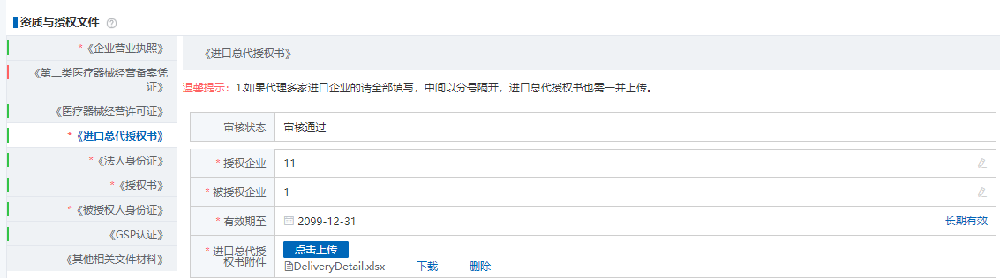 资质与授权文件
*《企业营业执照》
《第二类医疗器械经营备案凭
证》
《医疗器械经营许可证》
*《进口总代授权书》
*《法人身份证》
*《授权书》
*《被授权人身份证》
《GSP认证》
《其他相关文件材料》
《进口总代授权书》
温馨提示：1.如果代理多家进口企业的请全部填写，中间以分号隔开，进口总代授权书也需一并上传。
审核状态 审核通过
* 授权企业 11
* 被授权企业 1
* 有效期至 2099-12-31 长期有效
* 进口总代授
权书附件
点击上传
DeliveryDetail.xlsx 下载 删除